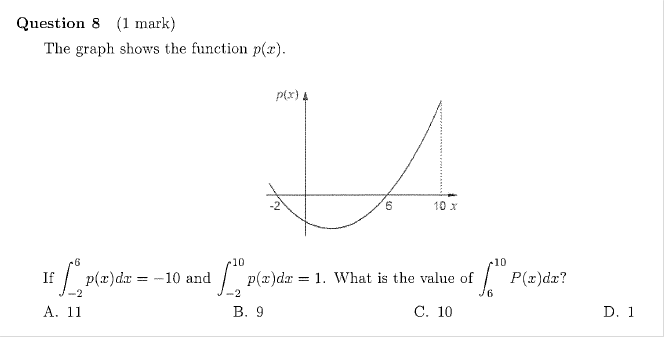 Question 8 (1 mark)
The graph shows the function p(x).
p(x)
-2 6 10 x
If ∫_{-2}^{6} p(x)dx = −10 and ∫_{-2}^{10} p(x)dx = 1. What is the value of ∫_{6}^{10} P(x)dx?
A. 11 B. 9 C. 10 D. 1